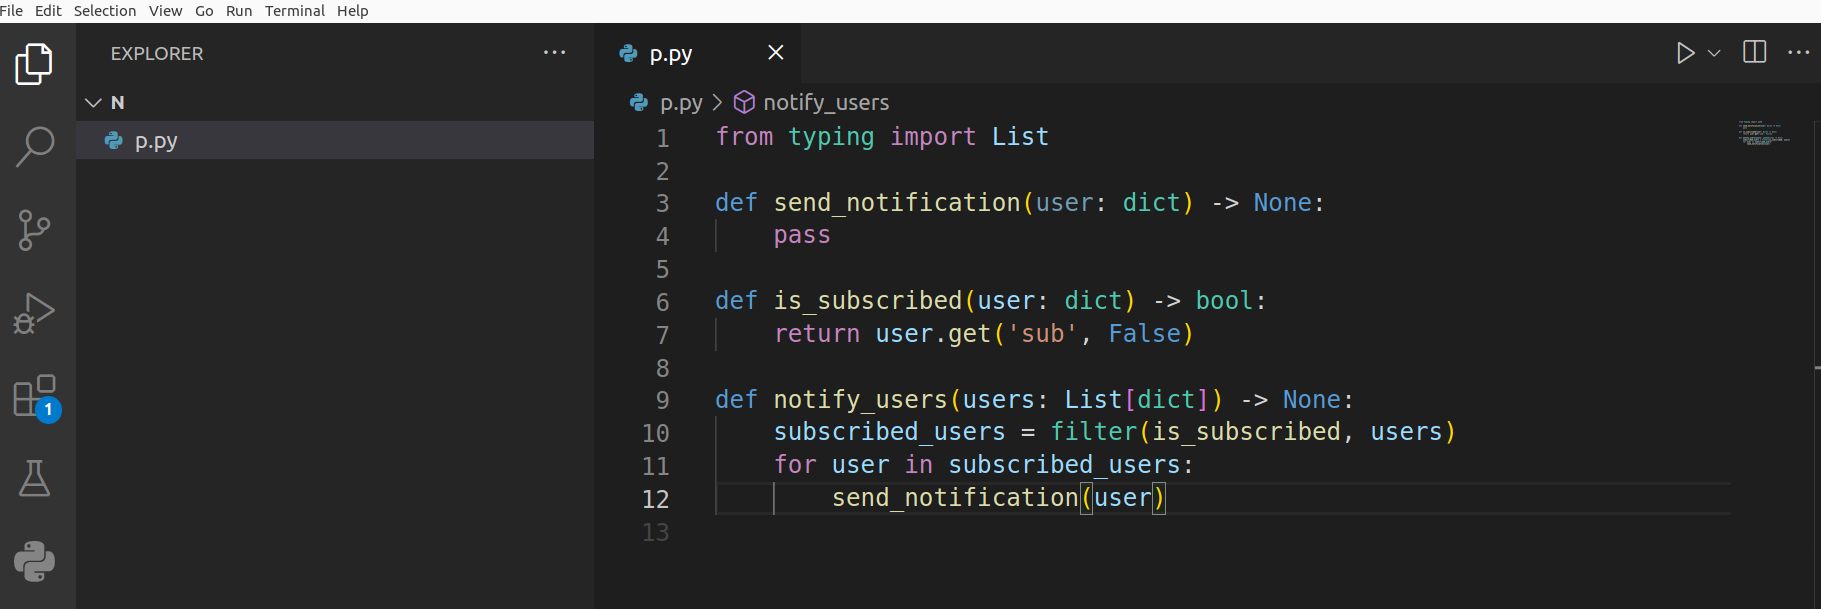 File Edit Selection View Go Run Terminal Help
EXPLORER
N
p.py
1
p.py
p.py > notify_users
1 from typing import List
2
3 def send_notification(user: dict) -> None:
4     pass
5
6 def is_subscribed(user: dict) -> bool:
7     return user.get('sub', False)
8
9 def notify_users(users: List[dict]) -> None:
10     subscribed_users = filter(is_subscribed, users)
11     for user in subscribed_users:
12         send_notification(user)
13